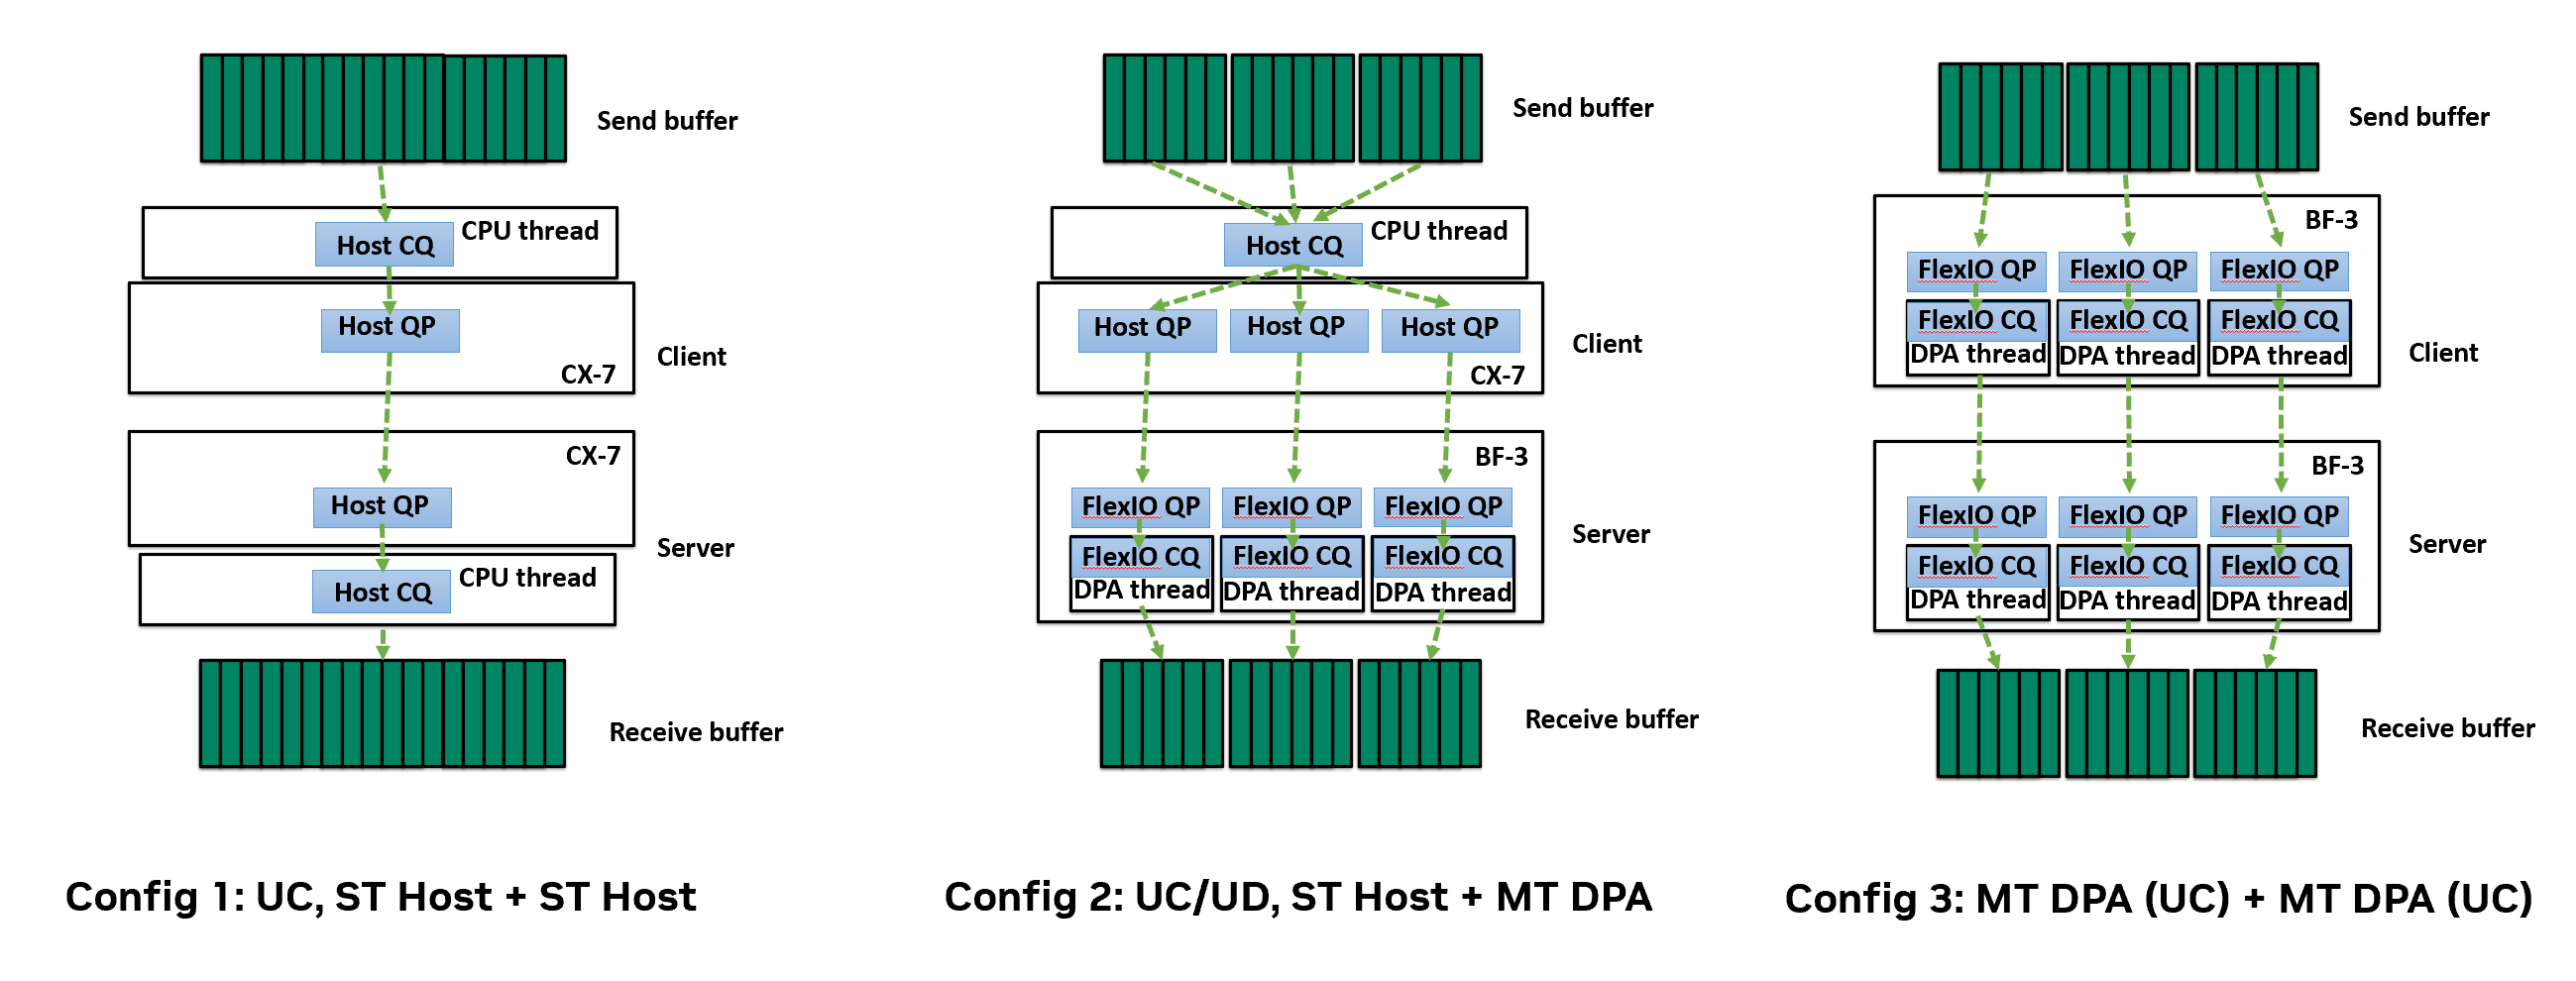 Send buffer
CPU thread
Host CQ
Host QP
Client
CX-7
CX-7
Host QP
Server
CPU thread
Host CQ
Receive buffer
Config 1: UC, ST Host + ST Host
Send buffer
CPU thread
Host CQ
Host QP Host QP Host QP
Client
CX-7
BF-3
FlexIO QP FlexIO QP FlexIO QP
Server
FlexIO CQ FlexIO CQ FlexIO CQ
DPA thread DPA thread DPA thread
Receive buffer
Config 2: UC/UD, ST Host + MT DPA
Send buffer
BF-3
FlexIO QP FlexIO QP FlexIO QP
FlexIO CQ FlexIO CQ FlexIO CQ
DPA thread DPA thread DPA thread
Client
BF-3
FlexIO QP FlexIO QP FlexIO QP
Server
FlexIO CQ FlexIO CQ FlexIO CQ
DPA thread DPA thread DPA thread
Receive buffer
Config 3: MT DPA (UC) + MT DPA (UC)